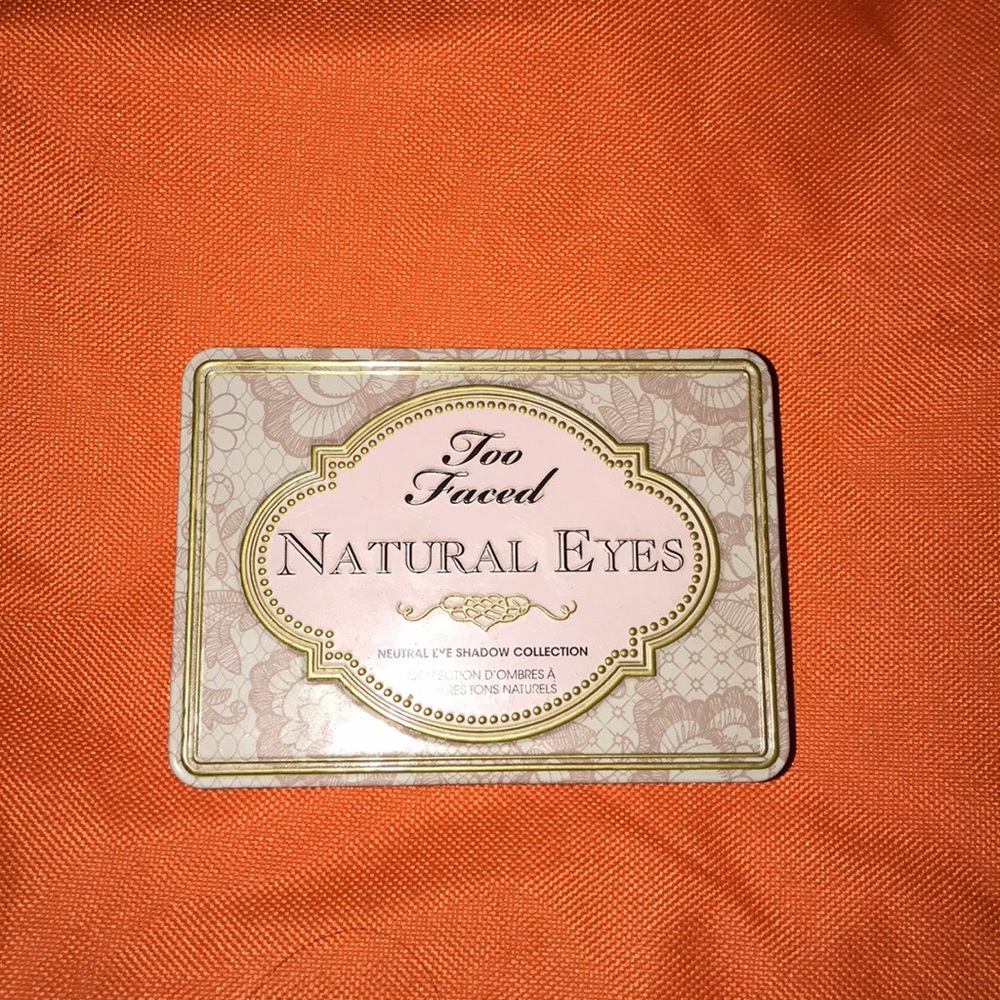 Too
Faced
NATURAL EYES
NEUTRAL EYE SHADOW COLLECTION
D'OMBRES À
TONS NATURELS